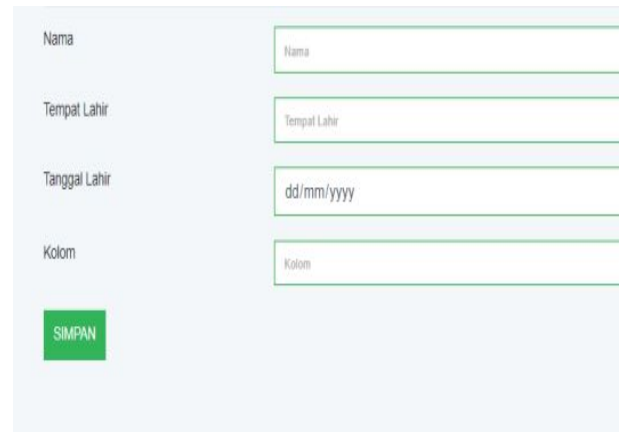 Nama
Nama
Tempat Lahir
Tempat Lahir
Tanggal Lahir
dd/mm/yyyy
Kolom
Kolom
SIMPAN